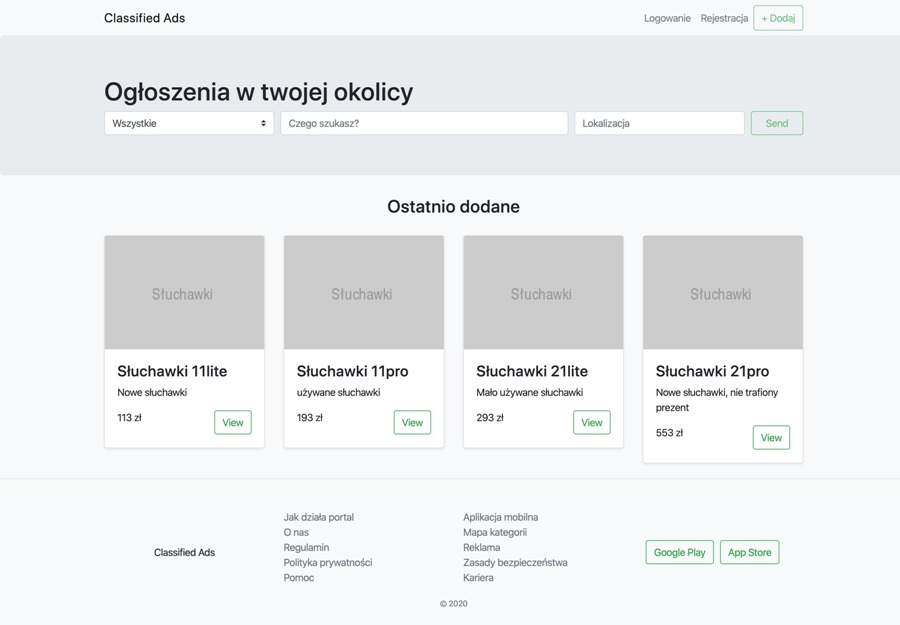 Classified Ads
Logowanie Rejestracja + Dodaj
Ogłoszenia w twojej okolicy
Wszystkie Czego szukasz? Lokalizacja Send
Ostatnio dodane
Słuchawki Słuchawki Słuchawki Słuchawki
Słuchawki 11lite
Nowe słuchawki
113 zł View
Słuchawki 11pro
używane słuchawki
193 zł View
Słuchawki 21lite
Mało używane słuchawki
293 zł View
Słuchawki 21pro
Nowe słuchawki, nie trafiony
prezent
553 zł View
Classified Ads
Jak działa portal
O nas
Regulamin
Polityka prywatności
Pomoc
Aplikacja mobilna
Mapa kategorii
Reklama
Zasady bezpieczeństwa
Kariera
Google Play App Store
© 2020